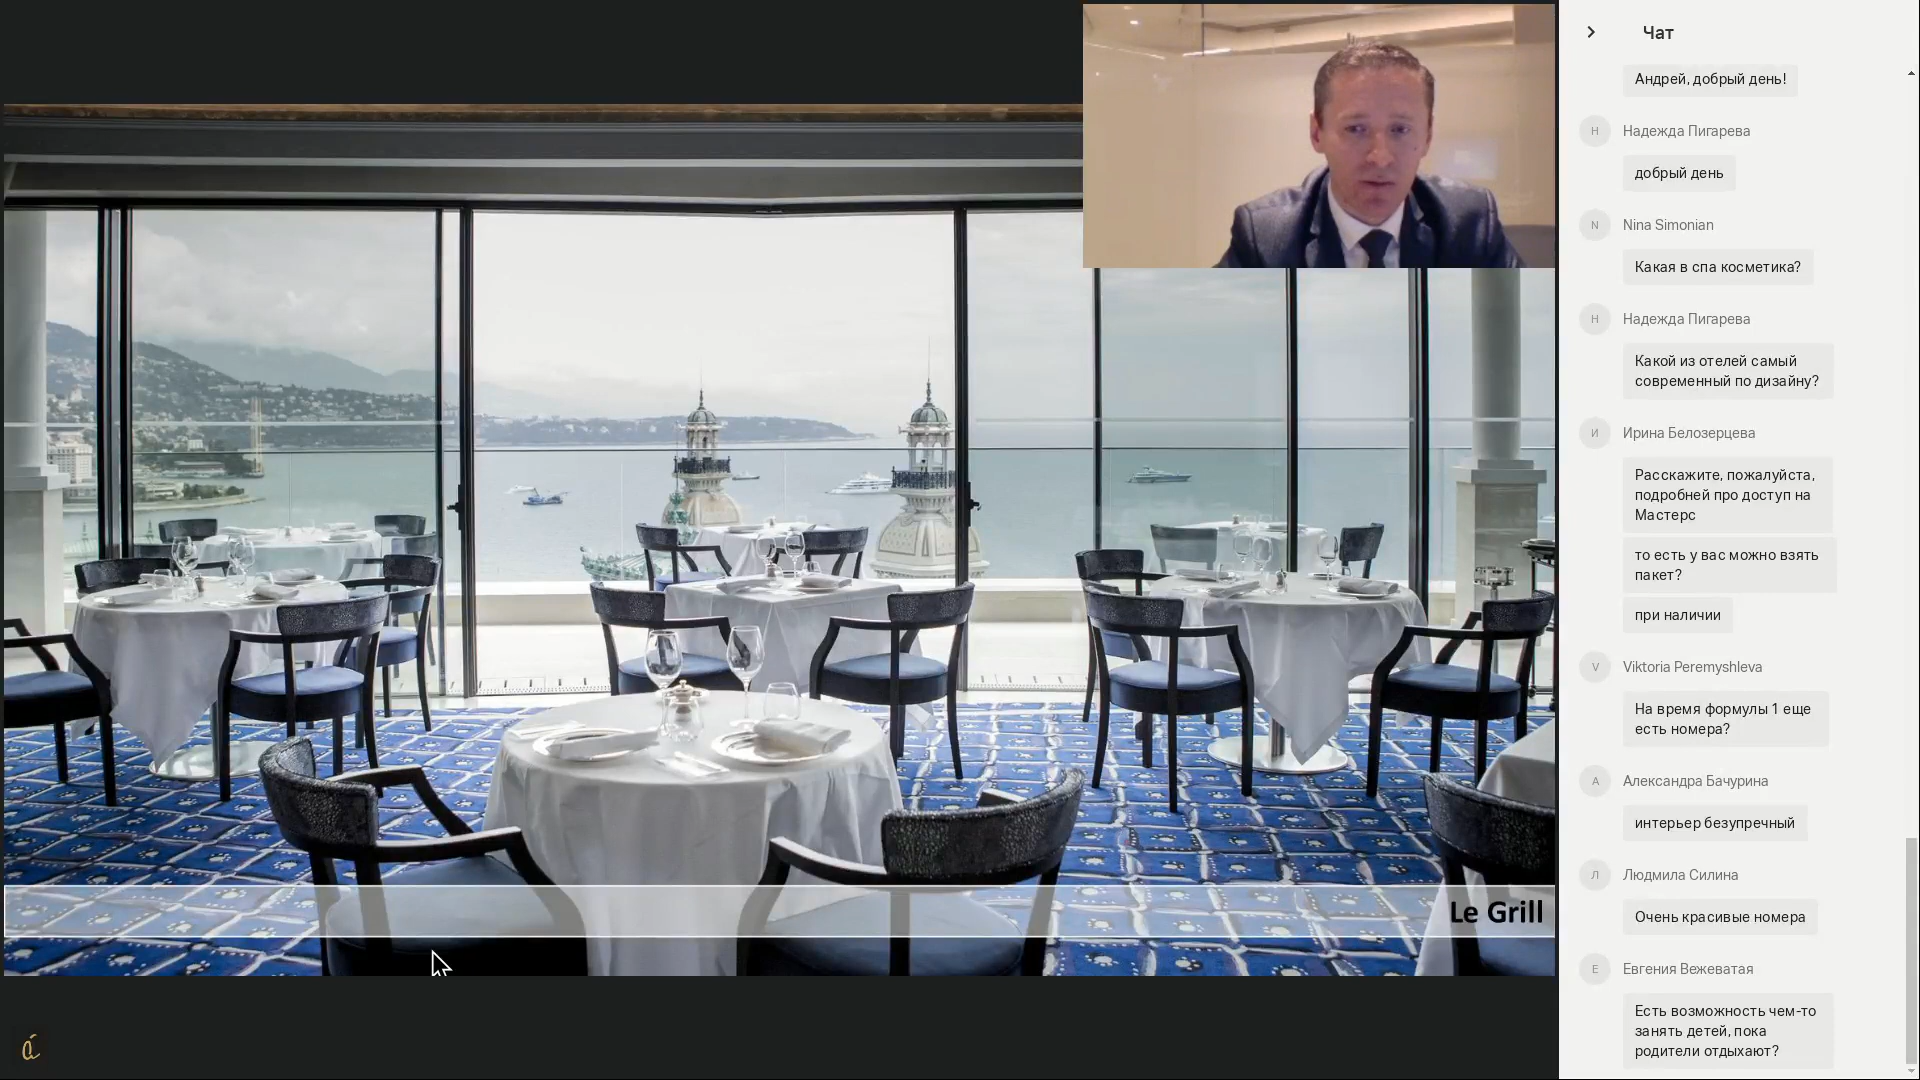 Le Grill
á
Чат
Андрей, добрый день!
Н
Надежда Пигарева
добрый день
N
Nina Simonian
Какая в спа косметика?
Н
Надежда Пигарева
Какой из отелей самый
современный по дизайну?
И
Ирина Белозерцева
Расскажите, пожалуйста,
подробней про доступ на
Мастерс
то есть у вас можно взять
пакет?
при наличии
V
Viktoria Peremyshleva
На время формулы 1 еще
есть номера?
А
Александра Бачурина
интерьер безупречный
Л
Людмила Силина
Очень красивые номера
Е
Евгения Вежеватая
Есть возможность чем-то
занять детей, пока
родители отдыхают?